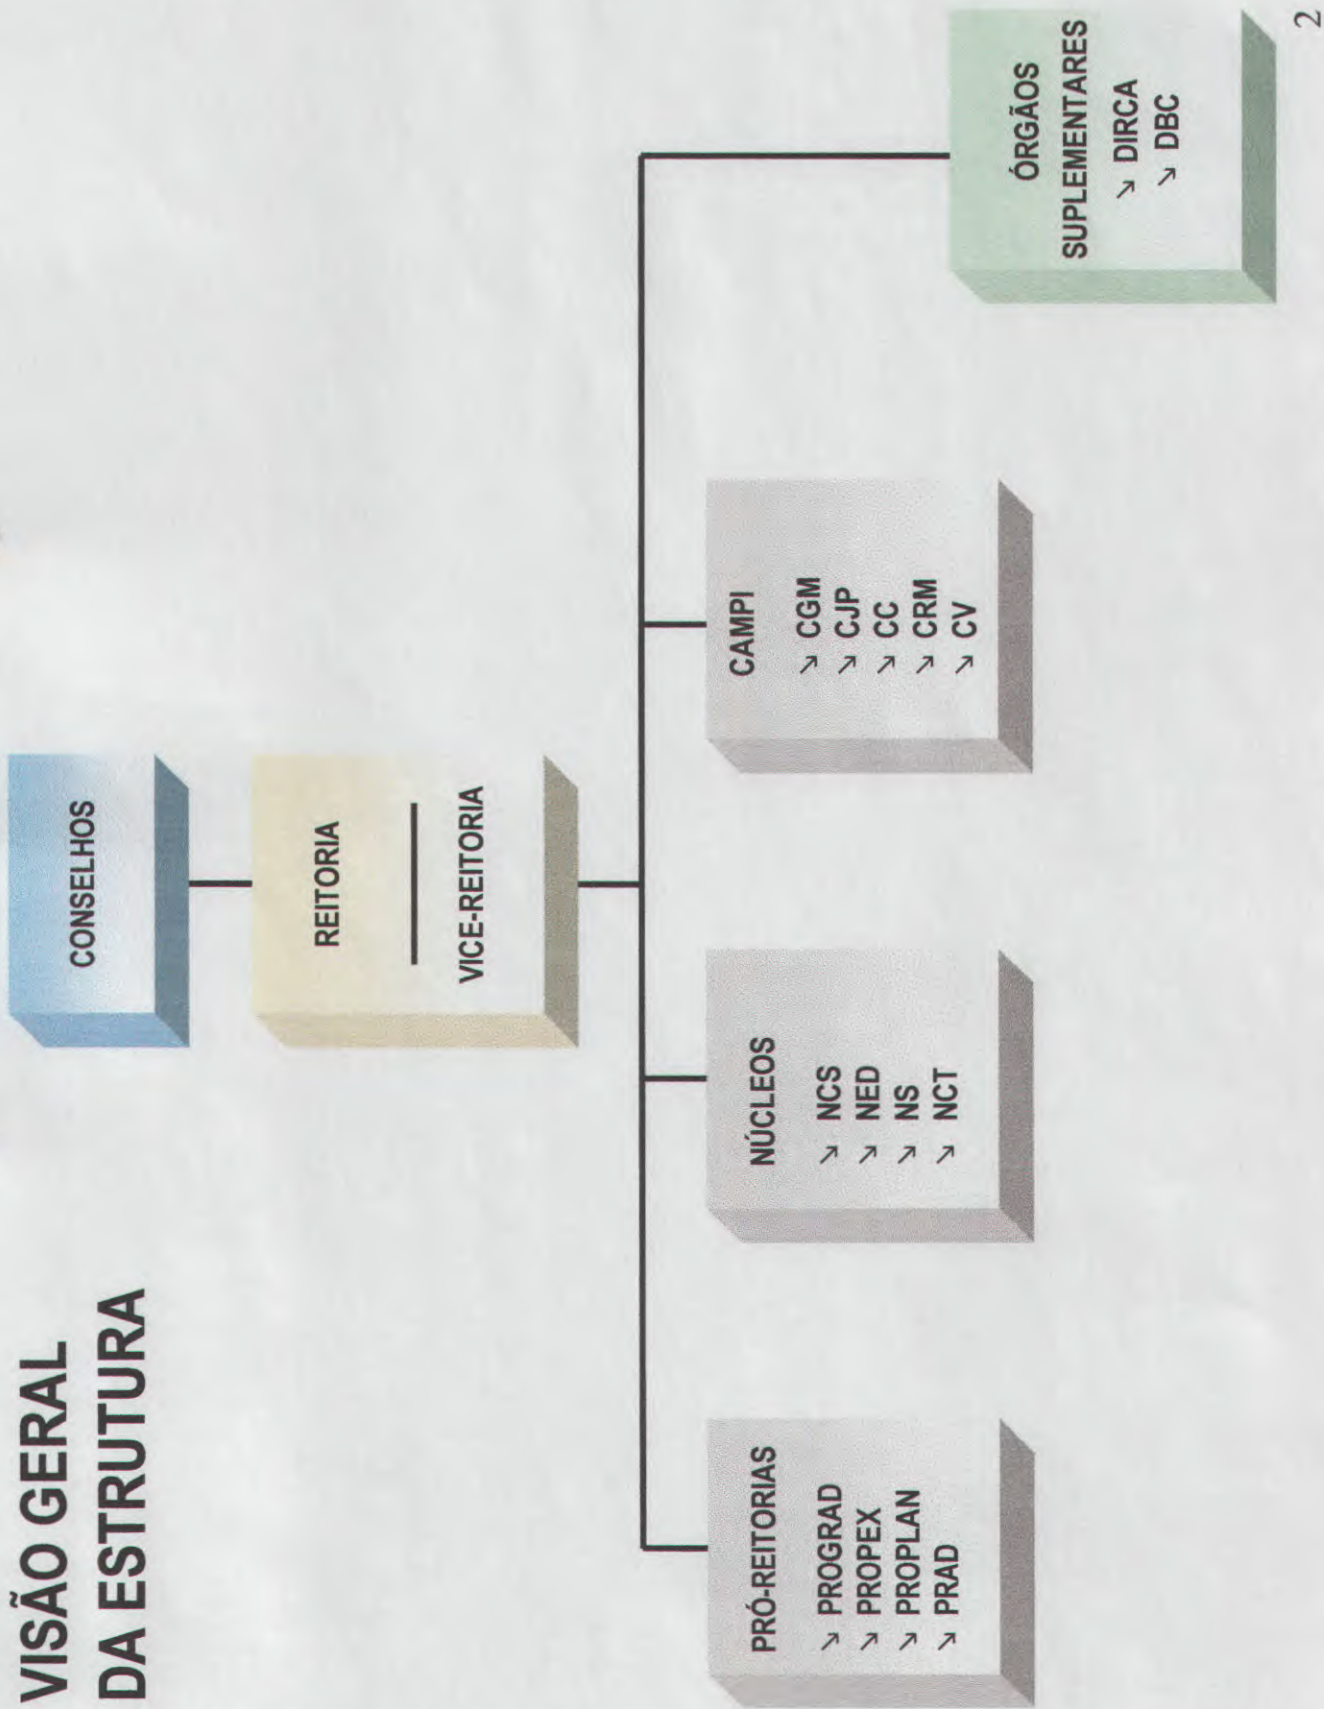 VISÃO GERAL
DA ESTRUTURA
CONSELHOS
REITORIA
VICE-REITORIA
PRÓ-REITORIAS
↘ PROGRAD
↘ PROPEX
↘ PROPLAN
↘ PRAD
NÚCLEOS
↘ NCS
↘ NED
↘ NS
↘ NCT
CAMPI
↘ CGM
↘ CJP
↘ CC
↘ CRM
↘ CV
ÓRGÃOS
SUPLEMENTARES
↘ DIRCA
↘ DBC
2